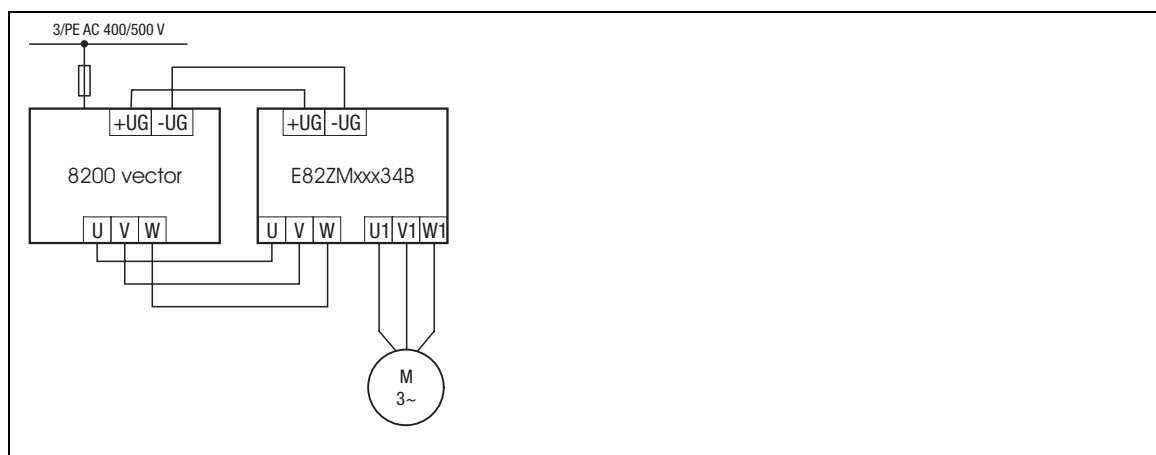 3/PE AC 400/500 V
+UG -UG
+UG -UG
8200 vector
E82ZMxxx34B
U V W
U V W
U1 V1 W1
M
3~